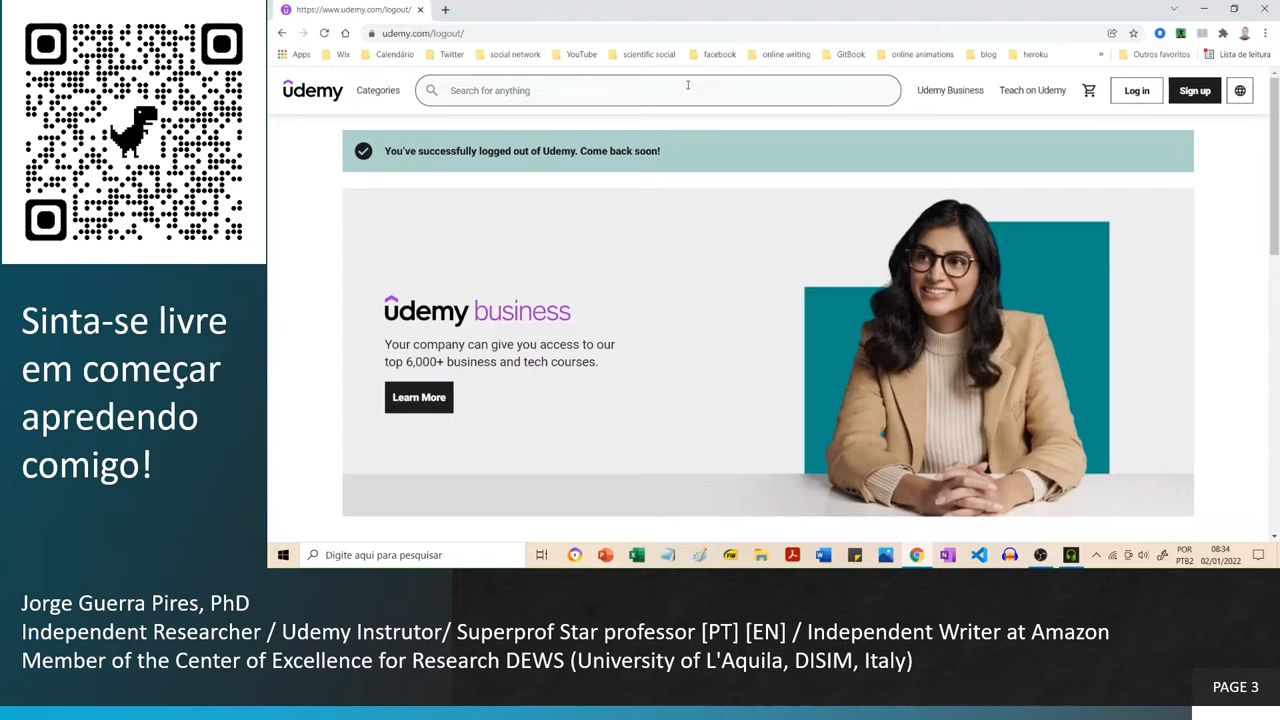 https://www.udemy.com/logout/
udemy.com/logout/
Apps Wix Calendário Twitter social network YouTube scientific social facebook online writing GitBook online animations blog heroku » Outros favoritos Lista de leitura
udemy Categories Search for anything Udemy Business Teach on Udemy Log in Sign up
You've successfully logged out of Udemy. Come back soon!
udemy business
Your company can give you access to our
top 6,000+ business and tech courses.
Learn More
Digite aqui para pesquisar
POR 08:34
PTB2 02/01/2022
Sinta-se livre
em começar
apredendo
comigo!
Jorge Guerra Pires, PhD
Independent Researcher / Udemy Instrutor/ Superprof Star professor [PT] [EN] / Independent Writer at Amazon
Member of the Center of Excellence for Research DEWS (University of L'Aquila, DISIM, Italy)
PAGE 3